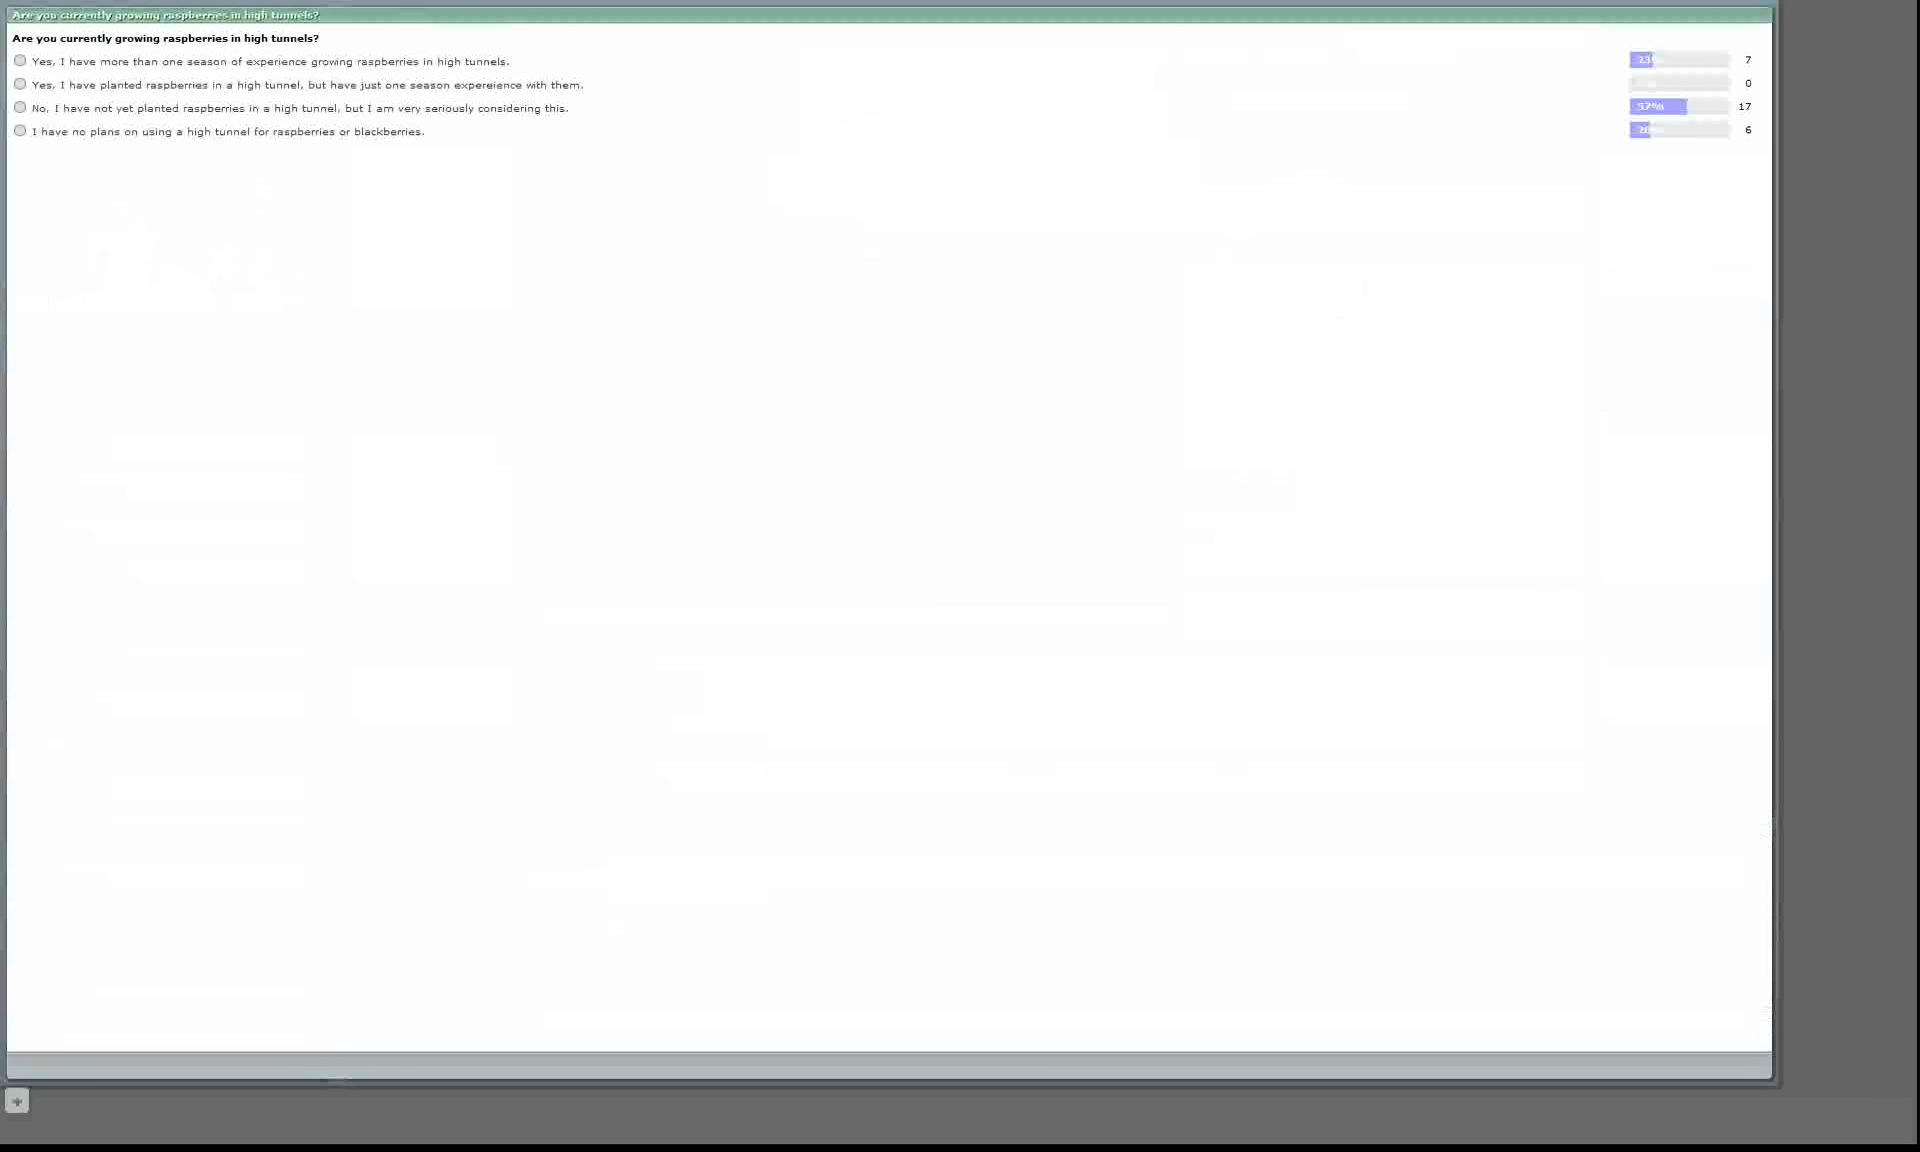 Are you currently growing raspberries in high tunnels?
Are you currently growing raspberries in high tunnels?
Yes, I have more than one season of experience growing raspberries in high tunnels. 23% 7
Yes, I have planted raspberries in a high tunnel, but have just one season expereience with them. 0
No, I have not yet planted raspberries in a high tunnel, but I am very seriously considering this. 57% 17
I have no plans on using a high tunnel for raspberries or blackberries. 20% 6